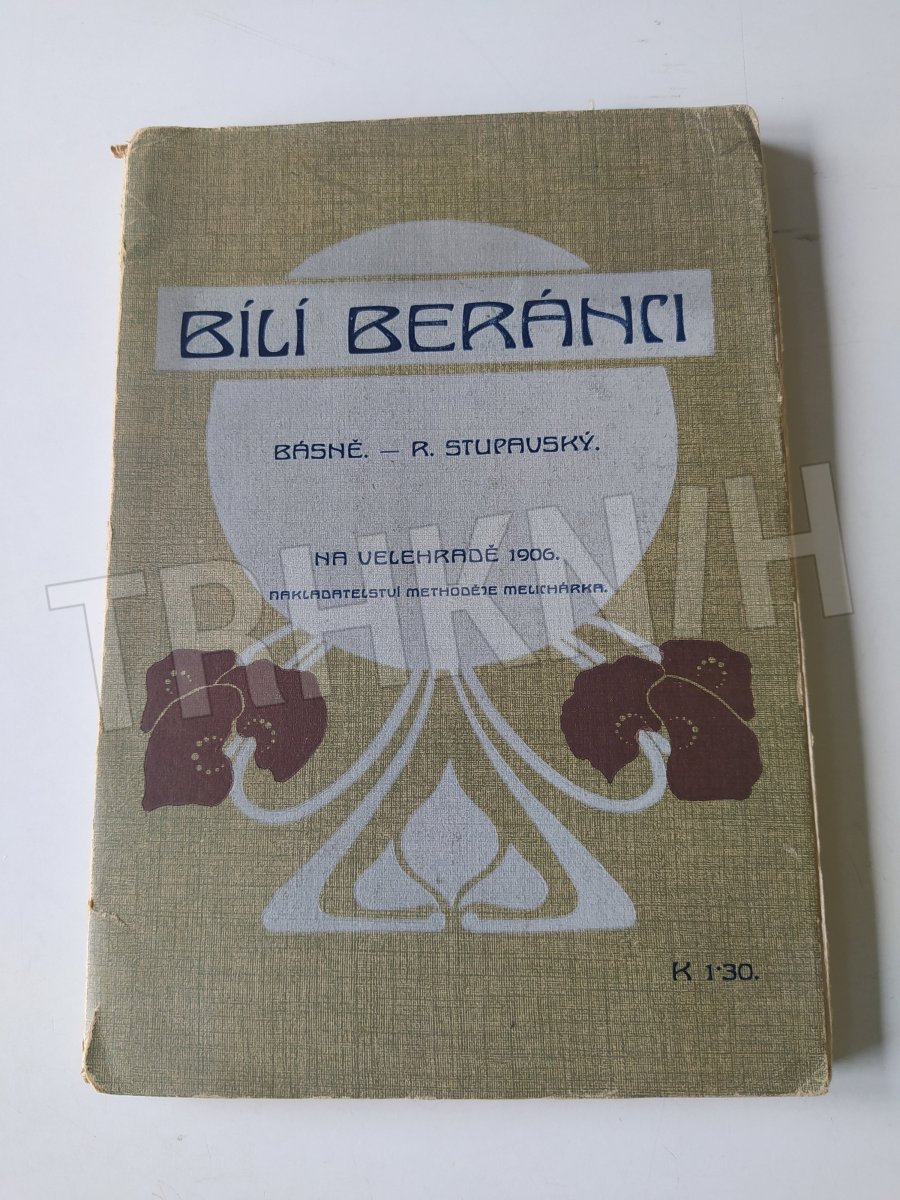 BÍLÍ BERÁNCI
BÁSNĚ. — R. STUPAVSKÝ.
NA VELEHRADĚ 1906.
NAKLADATELSTVÍ METHODĚJE MELICHÁRKA.
K 1·30.
TRHKNIH